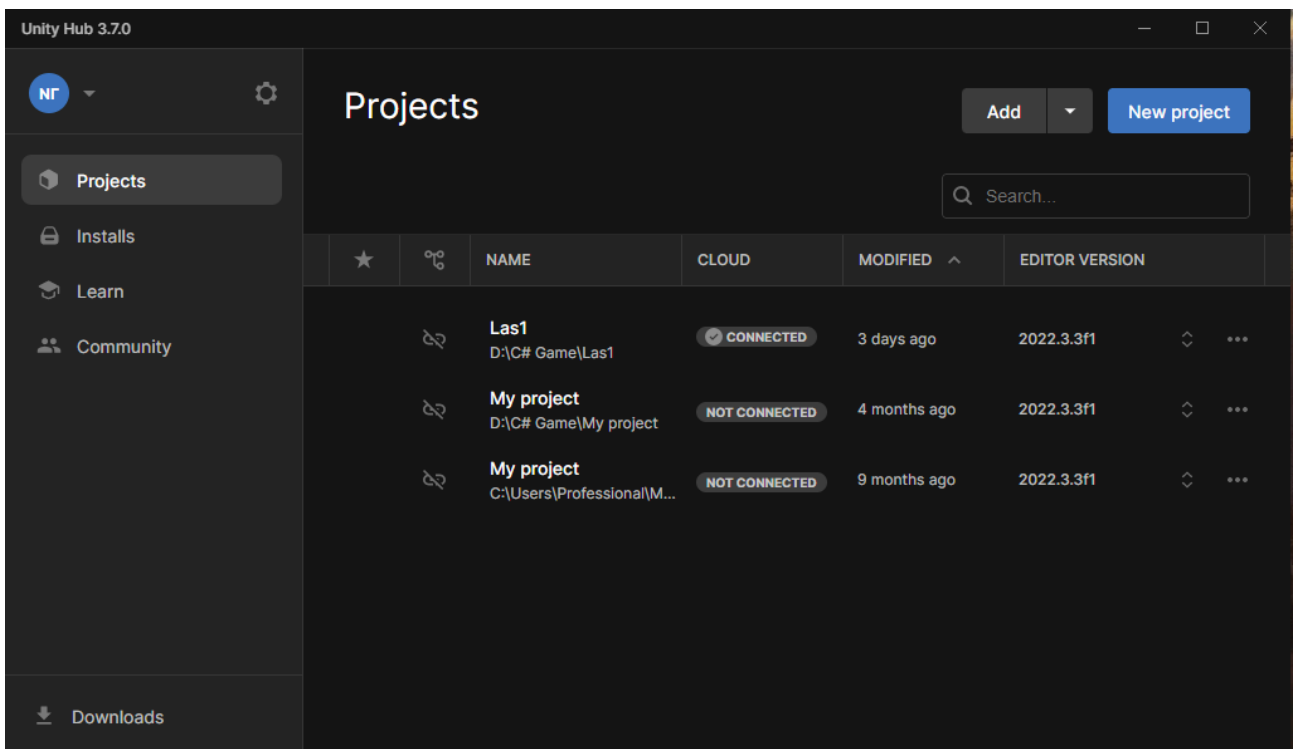 Unity Hub 3.7.0
NГ
Projects
Add
New project
Projects
Installs
Learn
Community
Search...
NAME CLOUD MODIFIED EDITOR VERSION
Las1
D:\C# Game\Las1
CONNECTED 3 days ago 2022.3.3f1
My project
D:\C# Game\My project
NOT CONNECTED 4 months ago 2022.3.3f1
My project
C:\Users\Professional\M...
NOT CONNECTED 9 months ago 2022.3.3f1
Downloads